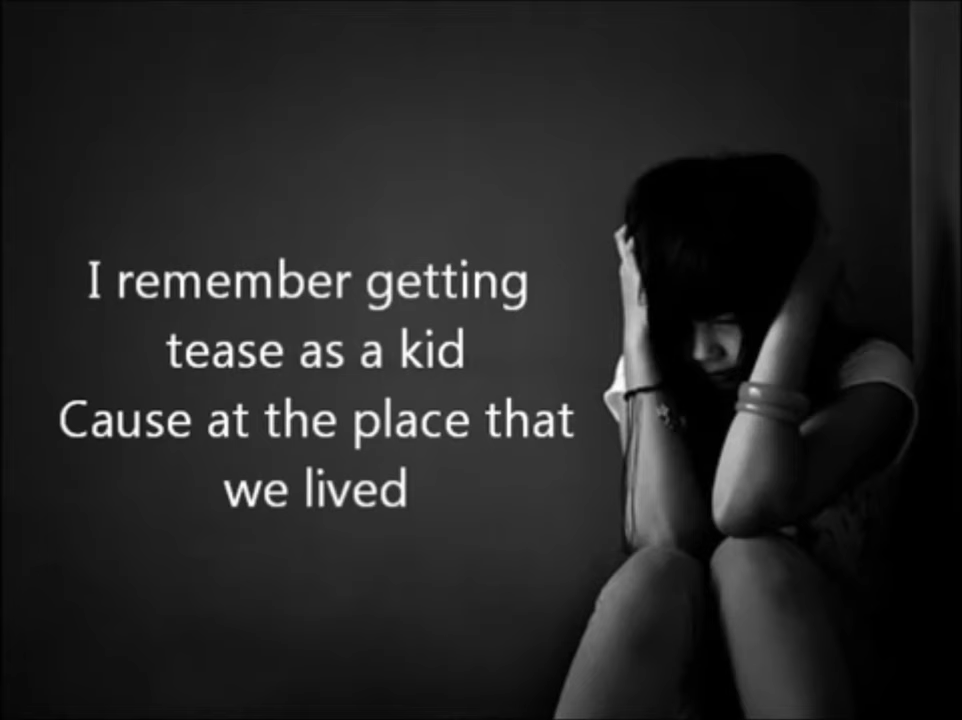 I remember getting
tease as a kid
Cause at the place that
we lived